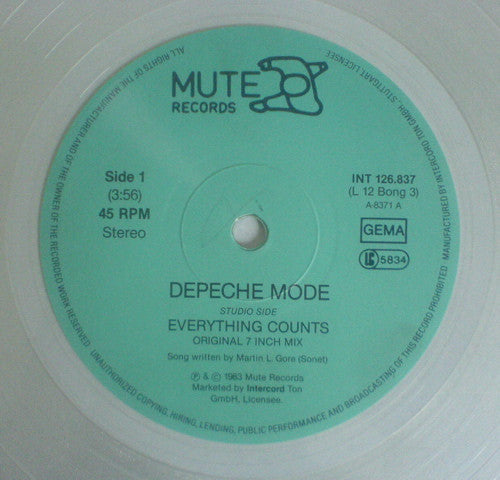 MUTE
RECORDS
Side 1
(3:56)
45 RPM
Stereo
INT 126.837
(L 12 Bong 3)
A-8371 A
GEMA
LC 5834
DEPECHE MODE
STUDIO SIDE
EVERYTHING COUNTS
ORIGINAL 7 INCH MIX
Song written by Martin L. Gore (Sonet)
℗ & © 1983 Mute Records
Marketed by Intercord Ton
GmbH, Licensee.
ALL RIGHTS OF THE MANUFACTURER AND OF THE OWNER OF THE RECORDED WORK RESERVED. UNAUTHORIZED COPYING, HIRING, LENDING, PUBLIC PERFORMANCE AND BROADCASTING OF THIS RECORD PROHIBITED MANUFACTURED BY INTERCORD TON GMBH., STUTTGART, LICENSEE